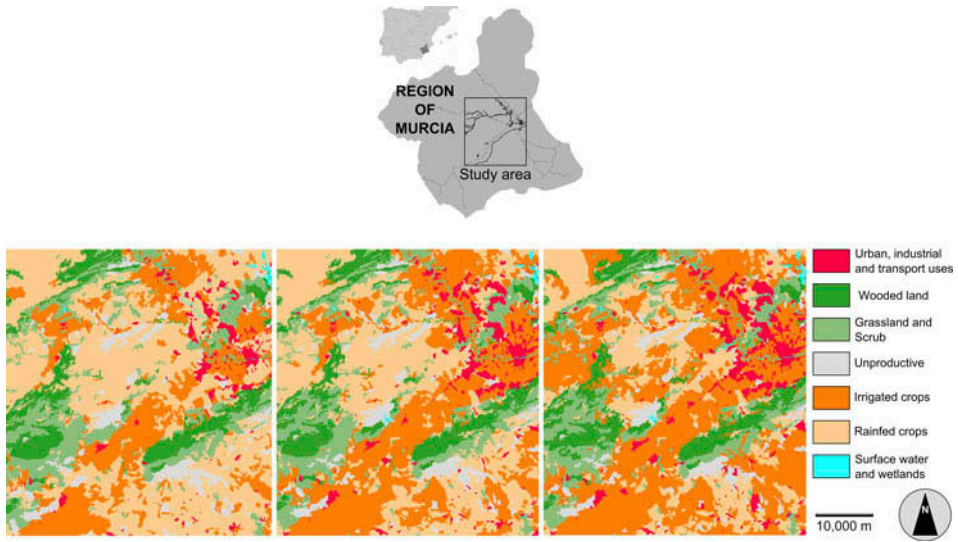 REGION
OF
MURCIA
Study area
Urban, industrial
and transport uses
Wooded land
Grassland and
Scrub
Unproductive
Irrigated crops
Rainfed crops
Surface water
and wetlands
10,000 m
N